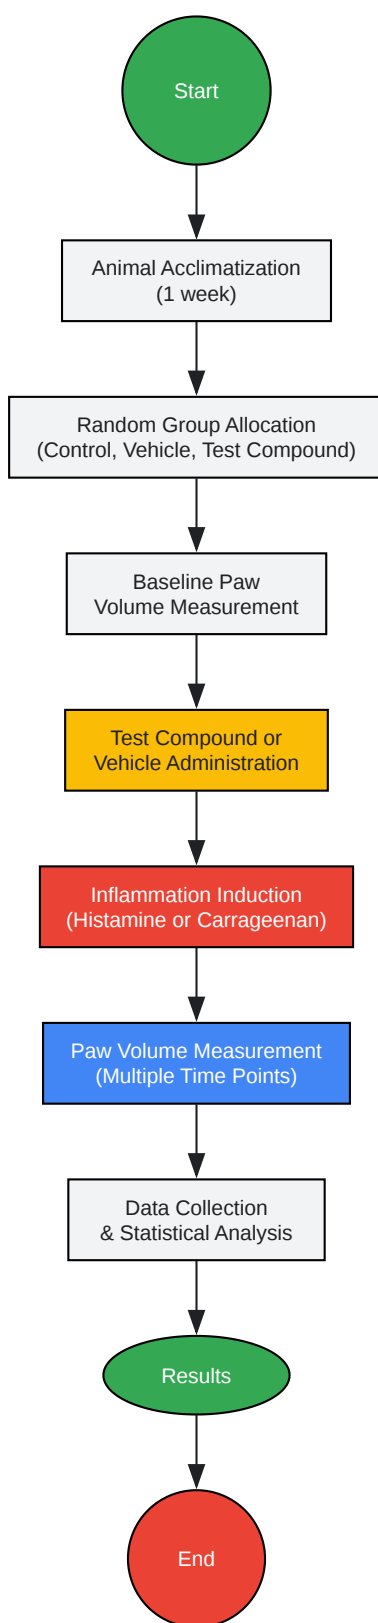 Start
Animal Acclimatization
(1 week)
Random Group Allocation
(Control, Vehicle, Test Compound)
Baseline Paw
Volume Measurement
Test Compound or
Vehicle Administration
Inflammation Induction
(Histamine or Carrageenan)
Paw Volume Measurement
(Multiple Time Points)
Data Collection
& Statistical Analysis
Results
End